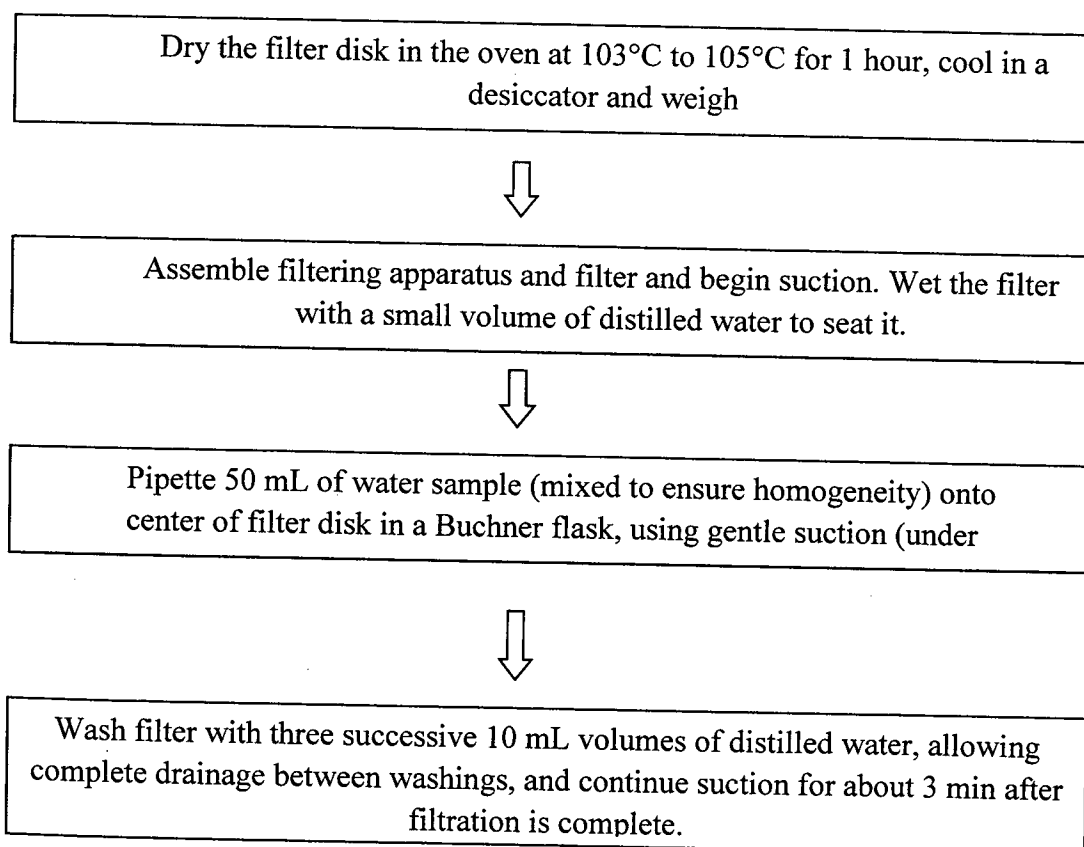 Dry the filter disk in the oven at 103°C to 105°C for 1 hour, cool in a
desiccator and weigh
Assemble filtering apparatus and filter and begin suction. Wet the filter
with a small volume of distilled water to seat it.
Pipette 50 mL of water sample (mixed to ensure homogeneity) onto
center of filter disk in a Buchner flask, using gentle suction (under
Wash filter with three successive 10 mL volumes of distilled water, allowing
complete drainage between washings, and continue suction for about 3 min after
filtration is complete.